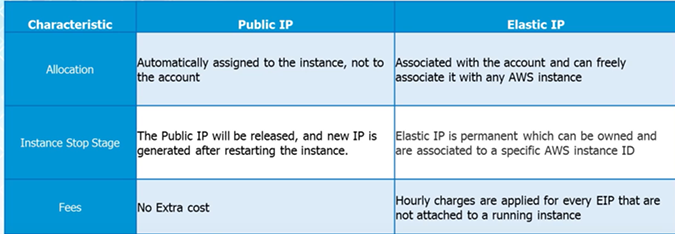 Characteristic
Public IP
Elastic IP
Allocation
Automatically assigned to the instance, not to
the account
Associated with the account and can freely
associate it with any AWS instance
Instance Stop Stage
The Public IP will be released, and new IP is
generated after restarting the instance.
Elastic IP is permanent which can be owned and
are associated to a specific AWS instance ID
Fees
No Extra cost
Hourly charges are applied for every EIP that are
not attached to a running instance